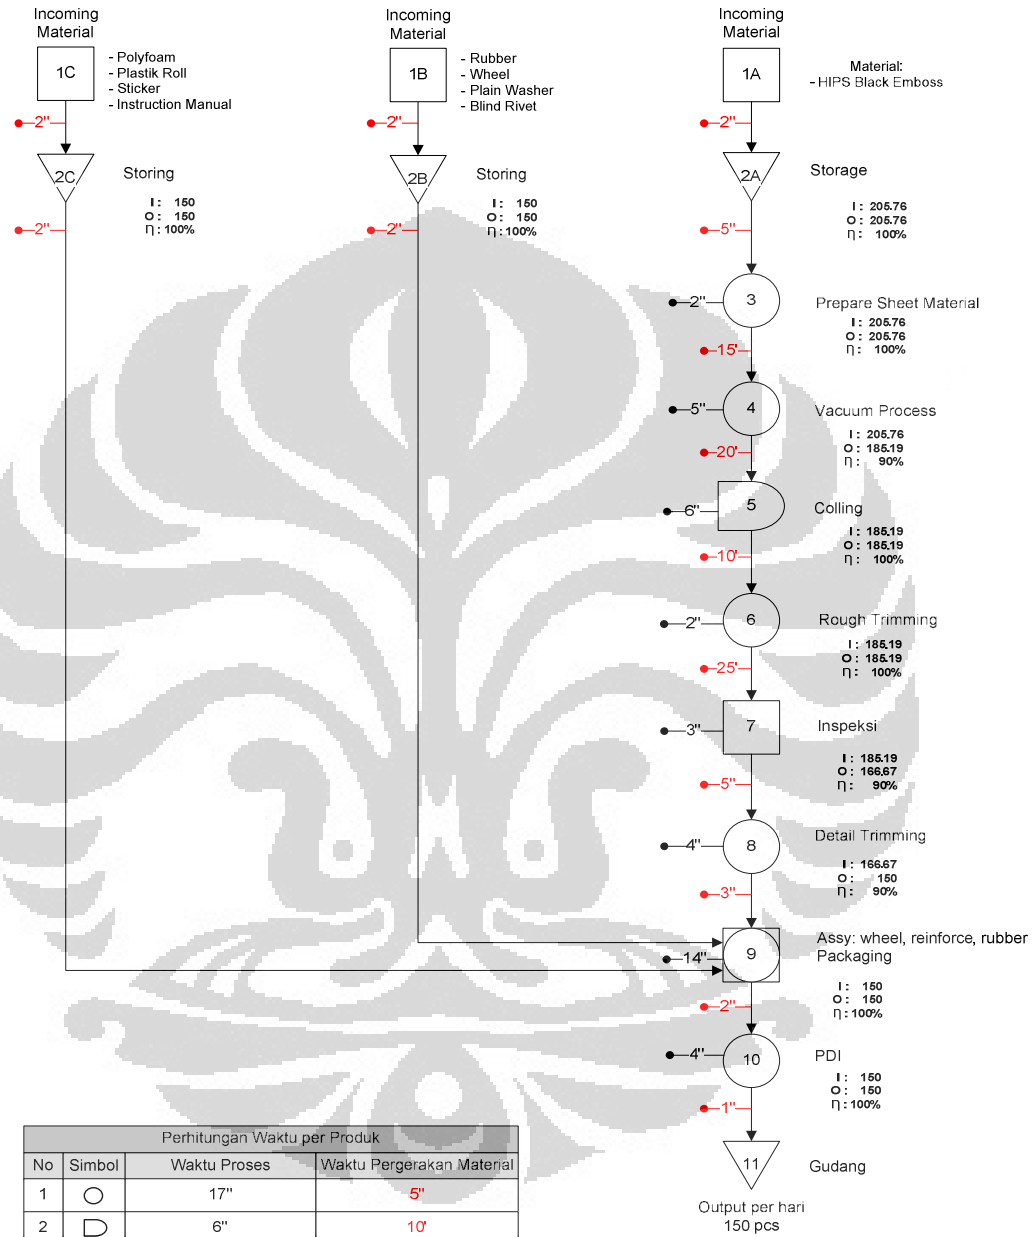 Incoming
Material
1C
- Polyfoam
- Plastik Roll
- Sticker
- Instruction Manual
2"
2C
Storing
I : 150
O : 150
η : 100%
2"
Incoming
Material
1B
- Rubber
- Wheel
- Plain Washer
- Blind Rivet
2"
2B
Storing
I : 150
O : 150
η : 100%
2"
Incoming
Material
1A
Material:
- HIPS Black Emboss
2"
2A
Storage
I : 205.76
O : 205.76
η : 100%
5"
3
2"
Prepare Sheet Material
I : 205.76
O : 205.76
η : 100%
15'
4
5"
Vacuum Process
I : 205.76
O : 185.19
η : 90%
20'
5
6"
Colling
I : 185.19
O : 185.19
η : 100%
10'
6
2"
Rough Trimming
I : 185.19
O : 185.19
η : 100%
25'
7
3"
Inspeksi
I : 185.19
O : 166.67
η : 90%
5"
8
4"
Detail Trimming
I : 166.67
O : 150
η : 90%
3"
9
14"
Assy: wheel, reinforce, rubber
Packaging
I : 150
O : 150
η : 100%
2"
10
4"
PDI
I : 150
O : 150
η : 100%
1"
11
Gudang
Output per hari
150 pcs
Perhitungan Waktu per Produk
No Simbol Waktu Proses Waktu Pergerakan Material
1 17" 5"
2 6" 10'